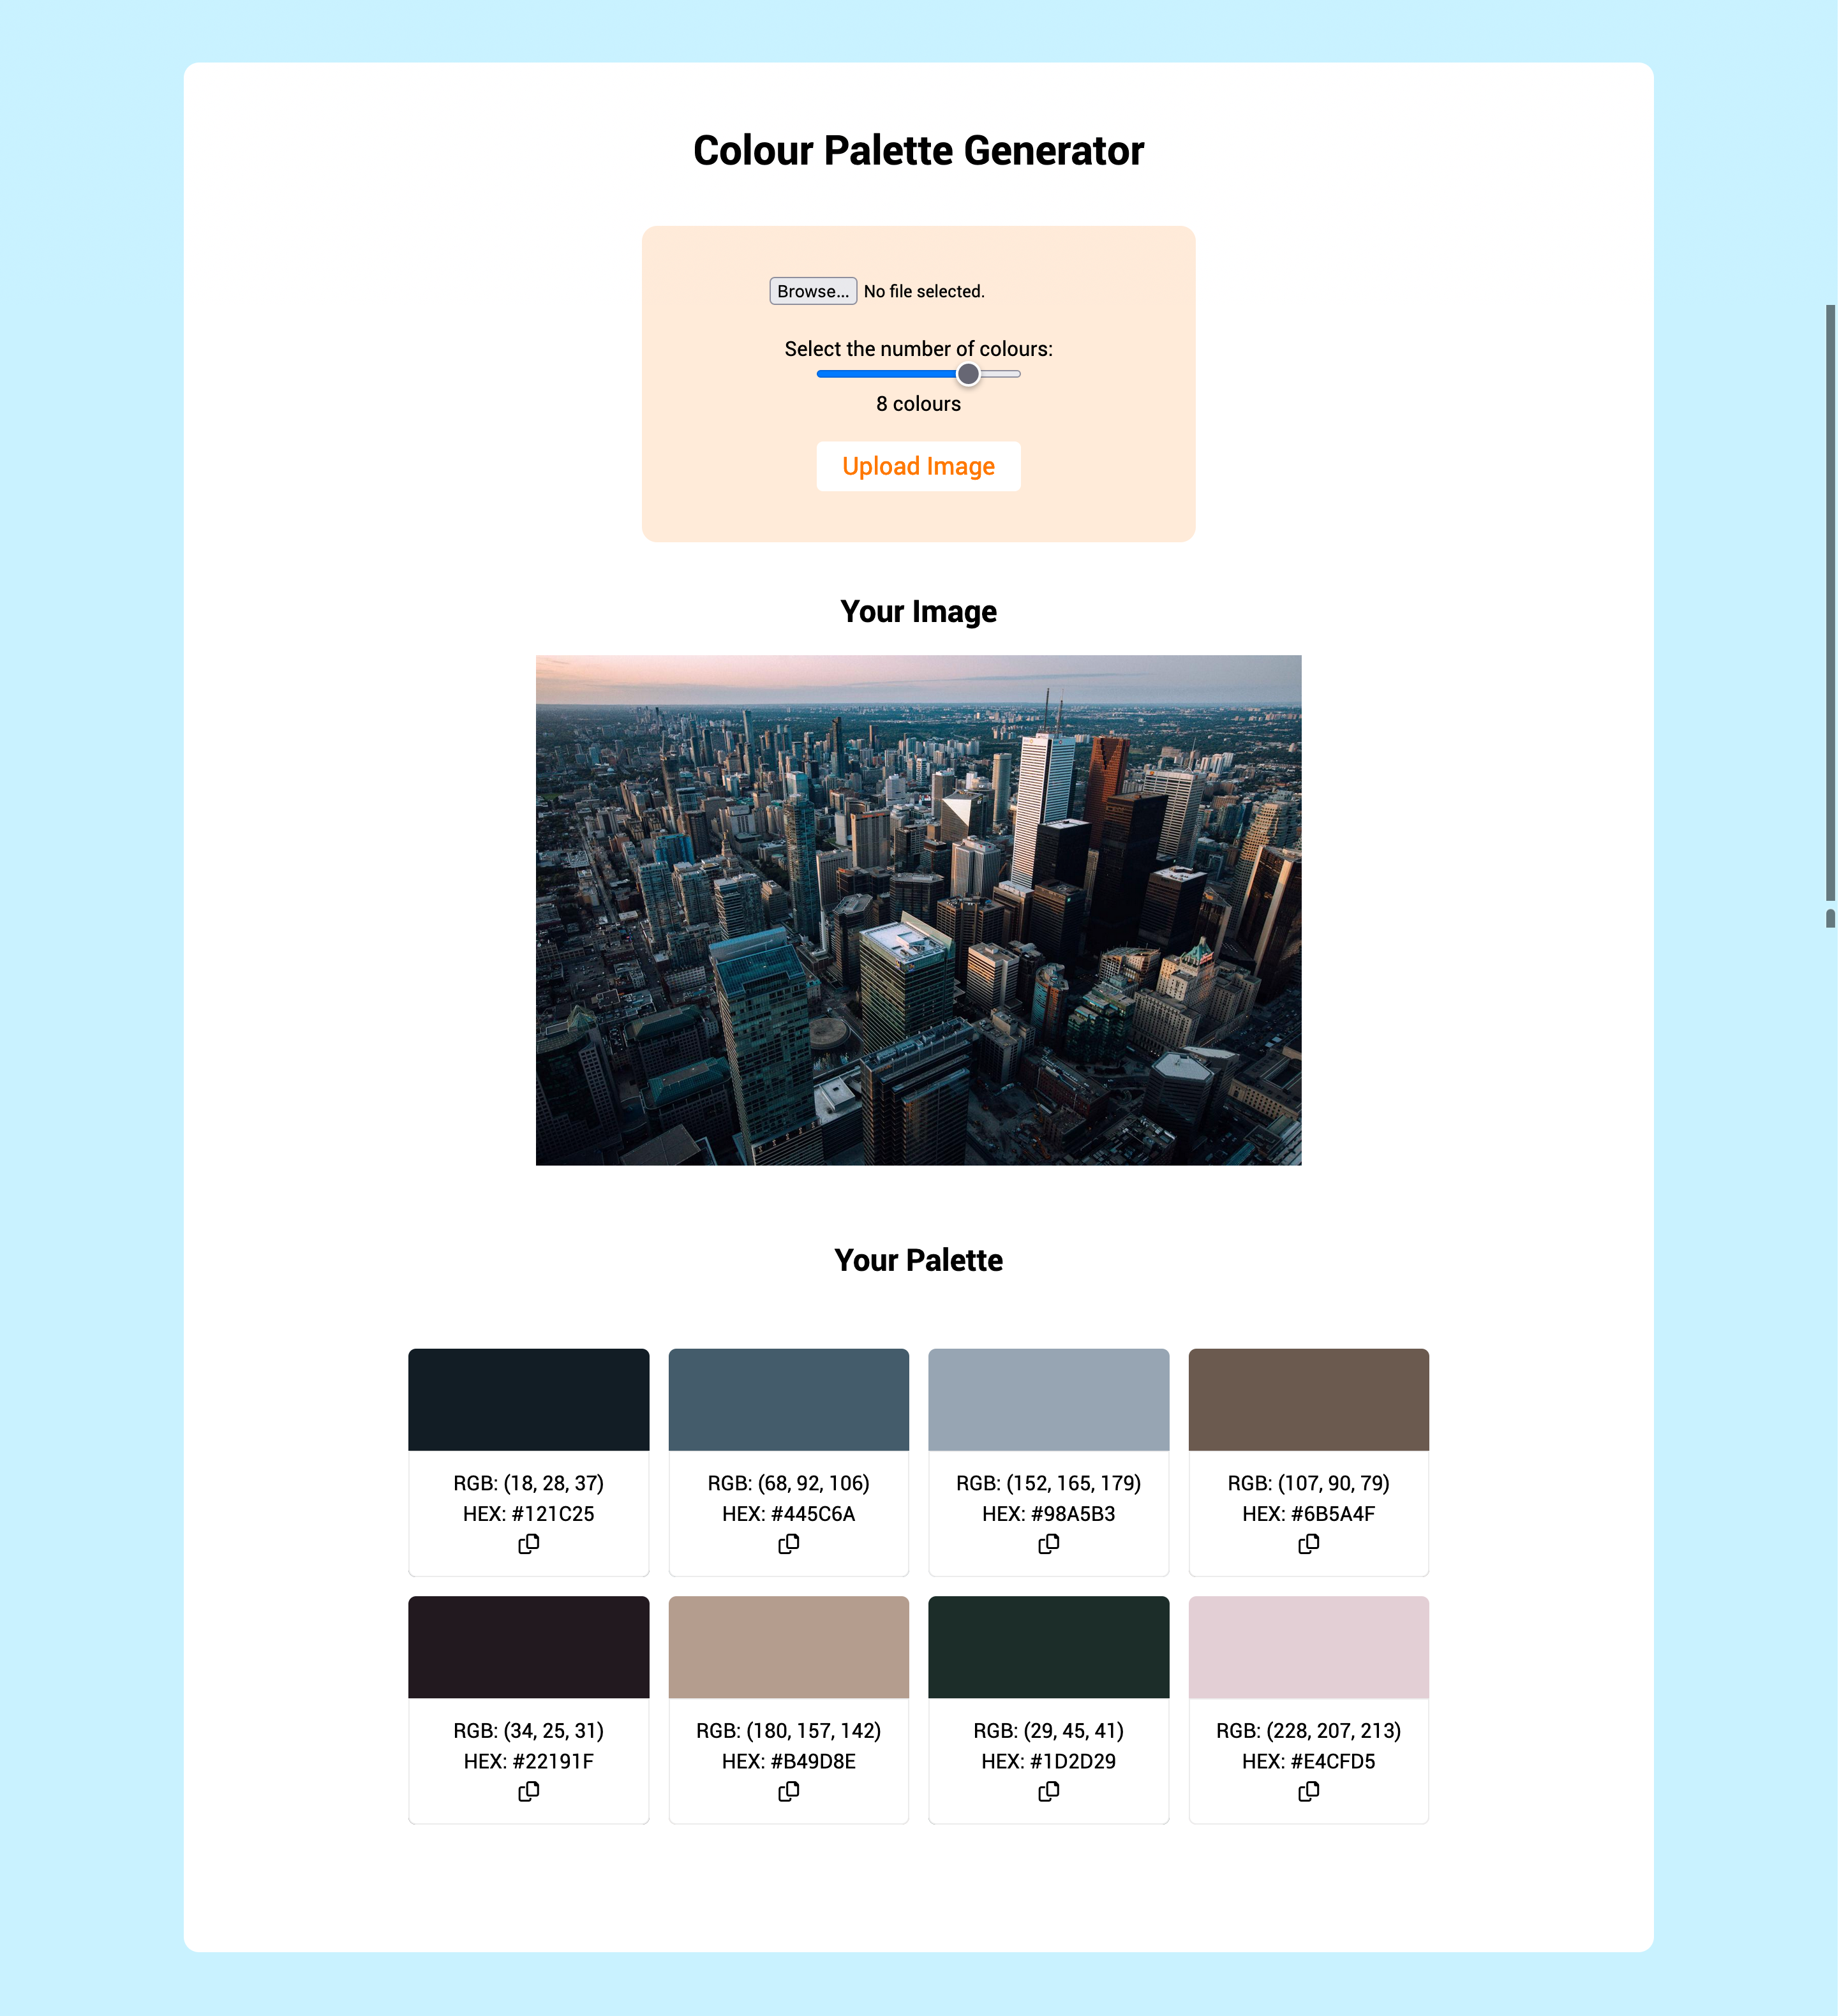 Colour Palette Generator
Browse... No file selected.
Select the number of colours:
8 colours
Upload Image
Your Image
Your Palette
RGB: (18, 28, 37)
HEX: #121C25
RGB: (68, 92, 106)
HEX: #445C6A
RGB: (152, 165, 179)
HEX: #98A5B3
RGB: (107, 90, 79)
HEX: #6B5A4F
RGB: (34, 25, 31)
HEX: #22191F
RGB: (180, 157, 142)
HEX: #B49D8E
RGB: (29, 45, 41)
HEX: #1D2D29
RGB: (228, 207, 213)
HEX: #E4CFD5